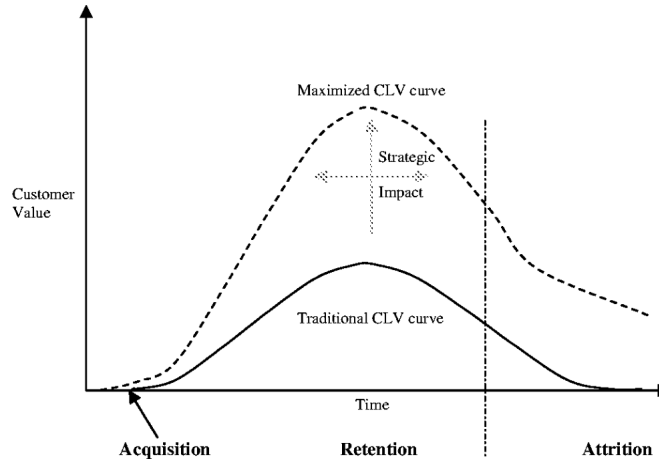 Maximized CLV curve
Strategic
Impact
Customer
Value
Traditional CLV curve
Time
Acquisition
Retention
Attrition